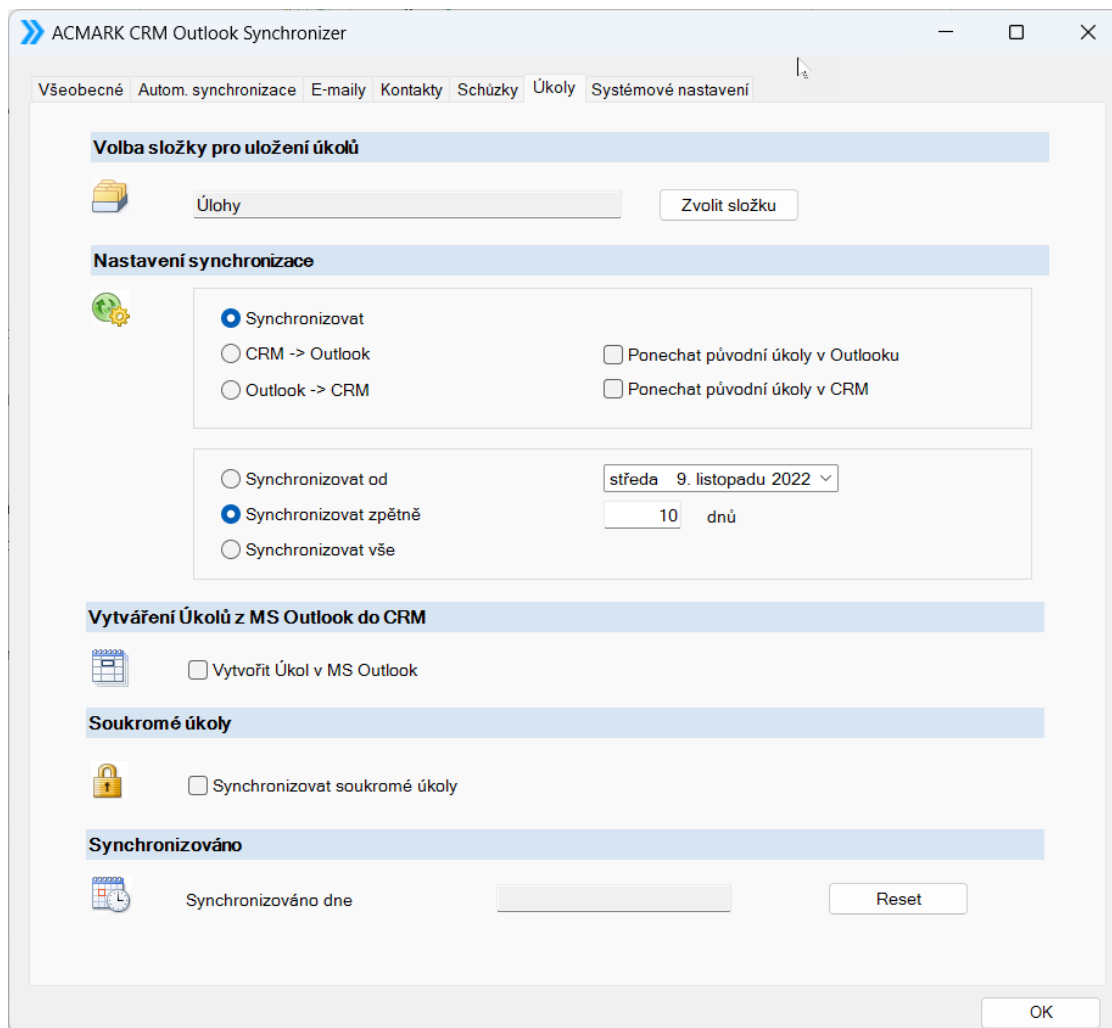 ACMARK CRM Outlook Synchronizer
Všeobecné Autom. synchronizace E-maily Kontakty Schůzky Úkoly Systémové nastavení
Volba složky pro uložení úkolů
Úlohy Zvolit složku
Nastavení synchronizace
Synchronizovat
CRM -> Outlook Ponechat původní úkoly v Outlooku
Outlook -> CRM Ponechat původní úkoly v CRM
Synchronizovat od středa 9. listopadu 2022
Synchronizovat zpětně 10 dnů
Synchronizovat vše
Vytváření Úkolů z MS Outlook do CRM
Vytvořit Úkol v MS Outlook
Soukromé úkoly
Synchronizovat soukromé úkoly
Synchronizováno
Synchronizováno dne Reset
OK